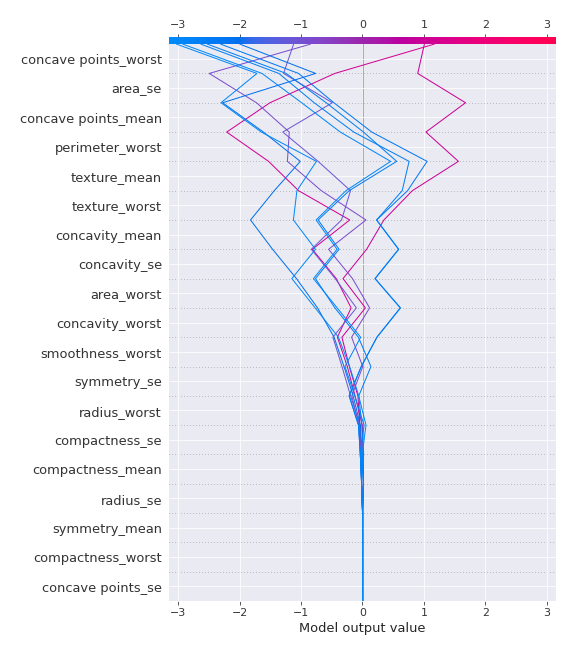 −3 −2 −1 0 1 2 3
concave points_worst
area_se
concave points_mean
perimeter_worst
texture_mean
texture_worst
concavity_mean
concavity_se
area_worst
concavity_worst
smoothness_worst
symmetry_se
radius_worst
compactness_se
compactness_mean
radius_se
symmetry_mean
compactness_worst
concave points_se
−3 −2 −1 0 1 2 3
Model output value